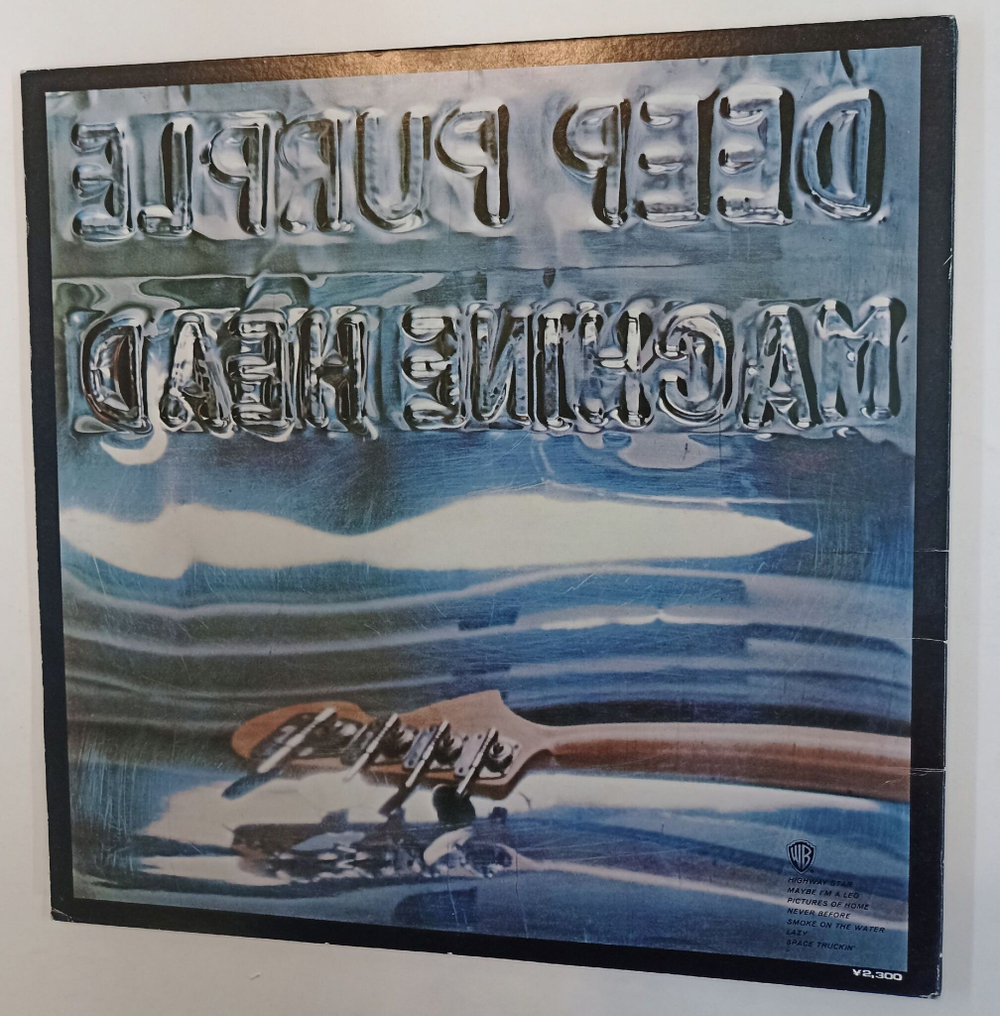 DEEP PURPLE
MACHINE HEAD
WB
HIGHWAY STAR
MAYBE I'M A LEO
PICTURES OF HOME
NEVER BEFORE
SMOKE ON THE WATER
LAZY
SPACE TRUCKIN'
¥2,300